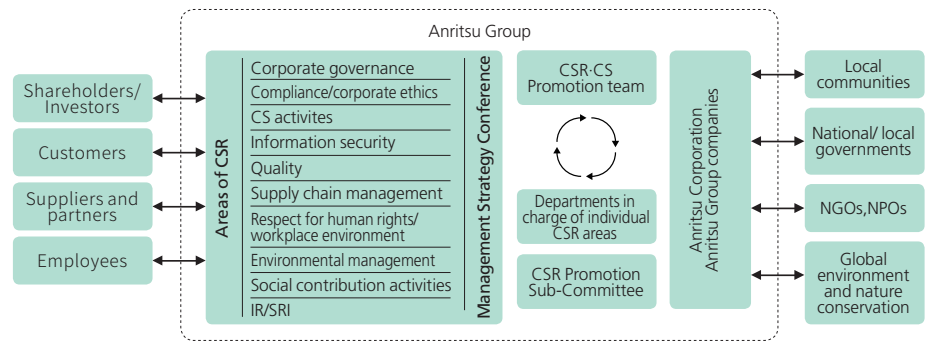 Anritsu Group
Shareholders/
Investors
Customers
Suppliers and
partners
Employees
Areas of CSR
Corporate governance
Compliance/corporate ethics
CS activites
Information security
Quality
Supply chain management
Respect for human rights/
workplace environment
Environmental management
Social contribution activities
IR/SRI
Management Strategy Conference
CSR·CS
Promotion team
Departments in
charge of individual
CSR areas
CSR Promotion
Sub-Committee
Anritsu Corporation
Anritsu Group companies
Local
communities
National/ local
governments
NGOs,NPOs
Global
environment
and nature
conservation